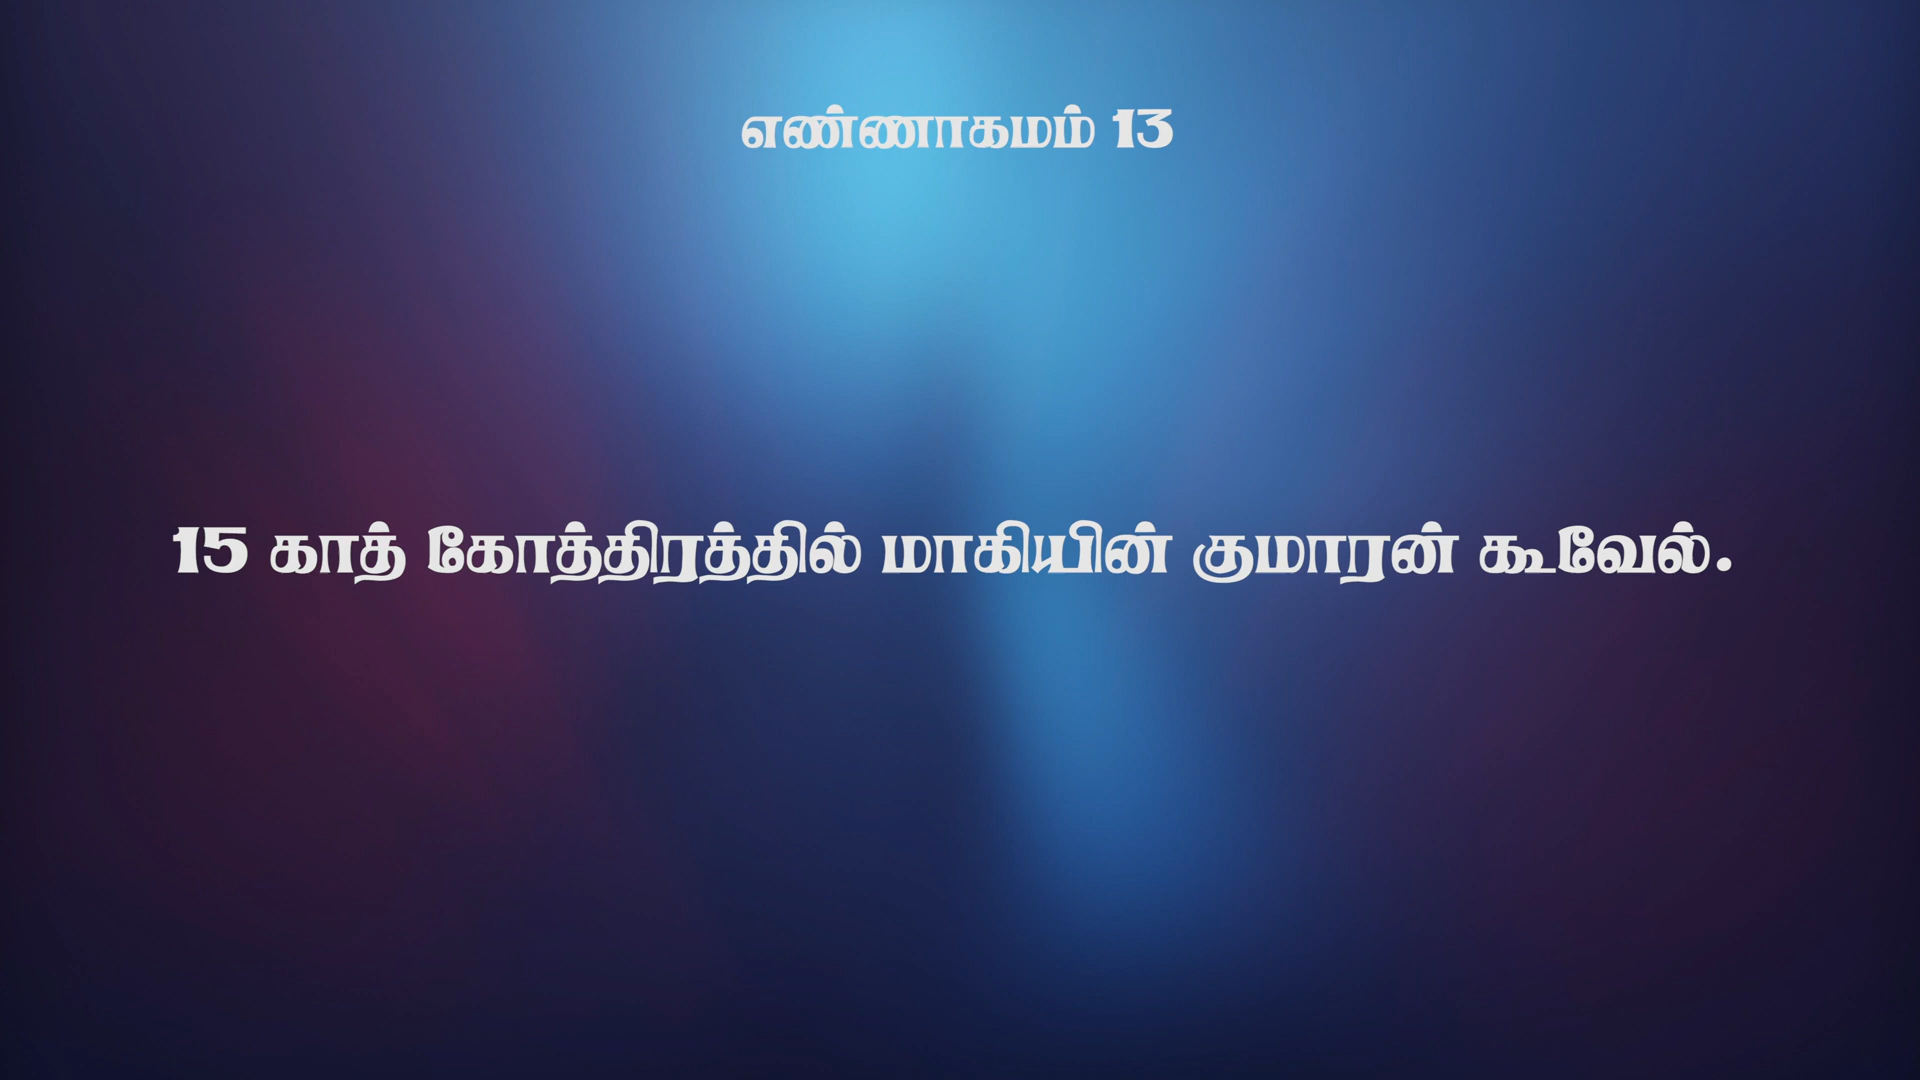 எண்ணாகமம் 13
15 காத் கோத்திரத்தில் மாகியின் குமாரன் கூவேல்.